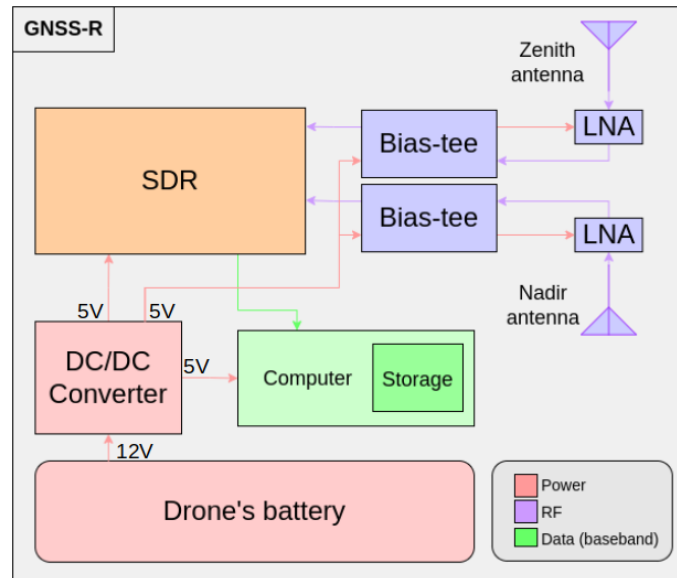 GNSS-R
Zenith
antenna
SDR
Bias-tee
LNA
Bias-tee
LNA
Nadir
antenna
5V
5V
DC/DC
Converter
5V
Computer
Storage
12V
Drone's battery
Power
RF
Data (baseband)